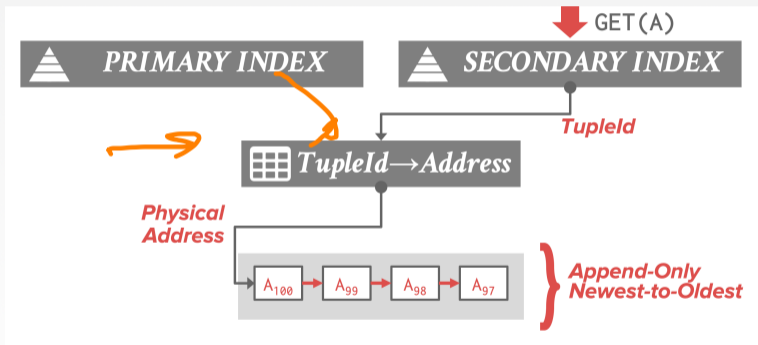 GET(A)
PRIMARY INDEX
SECONDARY INDEX
TupleId
TupleId→Address
Physical
Address
A100 A99 A98 A97
Append-Only
Newest-to-Oldest